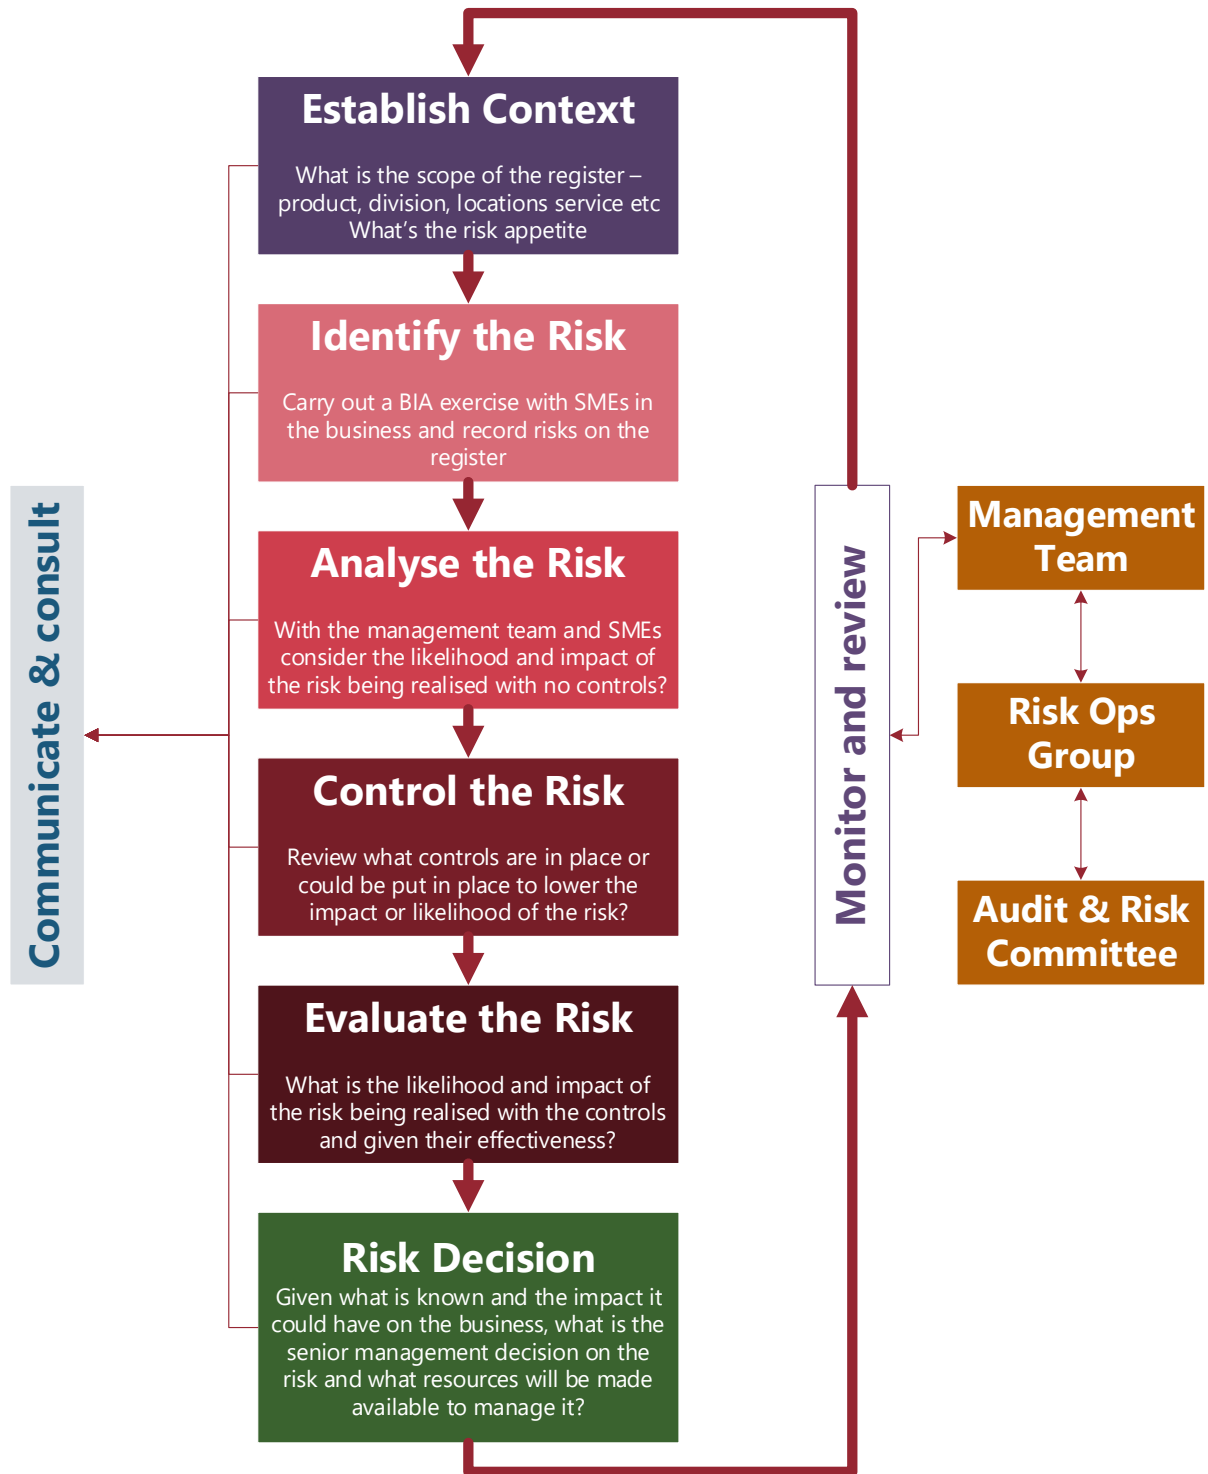 Establish Context
What is the scope of the register –
product, division, locations service etc
What's the risk appetite
Identify the Risk
Carry out a BIA exercise with SMEs in
the business and record risks on the
register
Analyse the Risk
With the management team and SMEs
consider the likelihood and impact of
the risk being realised with no controls?
Control the Risk
Review what controls are in place or
could be put in place to lower the
impact or likelihood of the risk?
Evaluate the Risk
What is the likelihood and impact of
the risk being realised with the controls
and given their effectiveness?
Risk Decision
Given what is known and the impact it
could have on the business, what is the
senior management decision on the
risk and what resources will be made
available to manage it?
Communicate & consult
Monitor and review
Management
Team
Risk Ops
Group
Audit & Risk
Committee